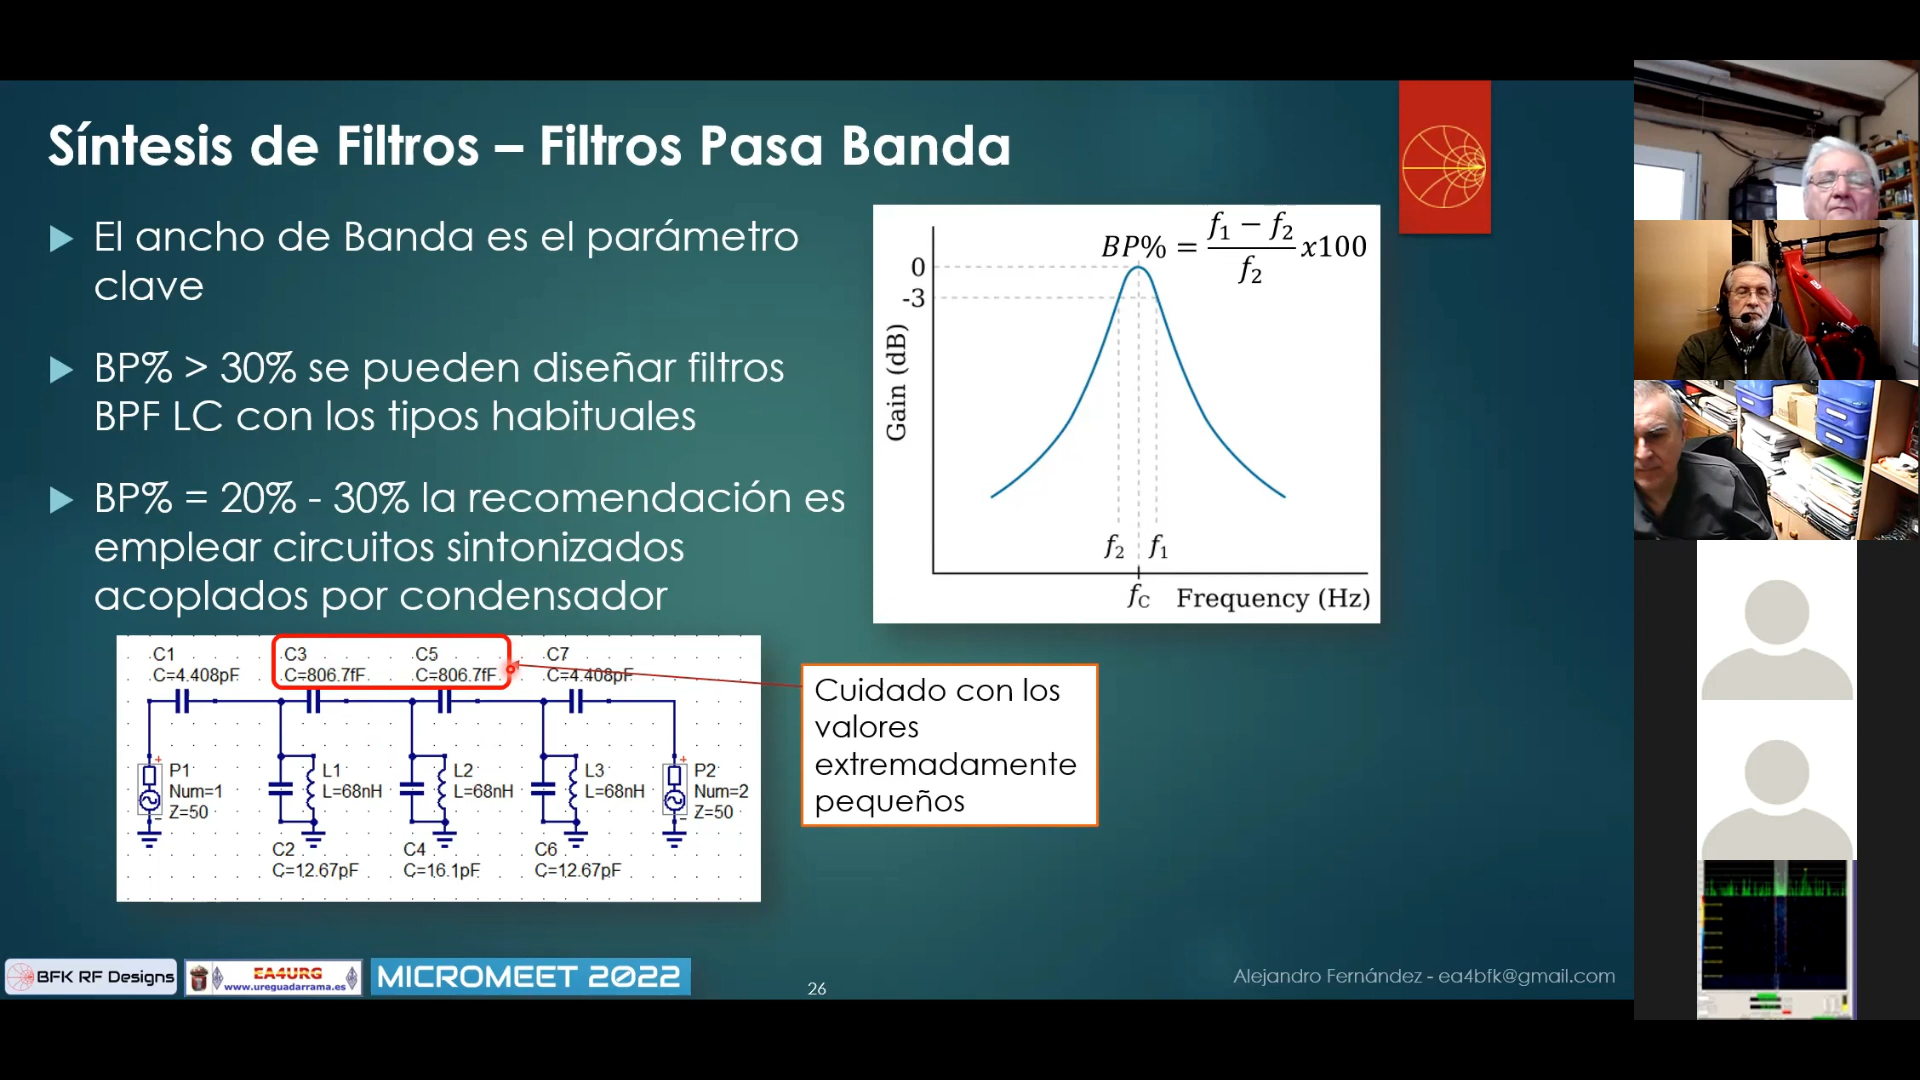 Síntesis de Filtros – Filtros Pasa Banda
El ancho de Banda es el parámetro
clave
BP% > 30% se pueden diseñar filtros
BPF LC con los tipos habituales
BP% = 20% - 30% la recomendación es
emplear circuitos sintonizados
acoplados por condensador
BP% = (f₁ − f₂)/f₂ x100
0
-3
Gain (dB)
f₂ f₁
fC Frequency (Hz)
C1 C3 C5 C7
C=4.408pF C=806.7fF C=806.7fF C=4.408pF
P1 L1 L2 L3 P2
Num=1 L=68nH L=68nH L=68nH Num=2
Z=50 Z=50
C2 C4 C6
C=12.67pF C=16.1pF C=12.67pF
Cuidado con los
valores
extremadamente
pequeños
BFK RF Designs
EA4URG
www.ureguadarrama.es
MICROMEET 2022
26
Alejandro Fernández - ea4bfk@gmail.com